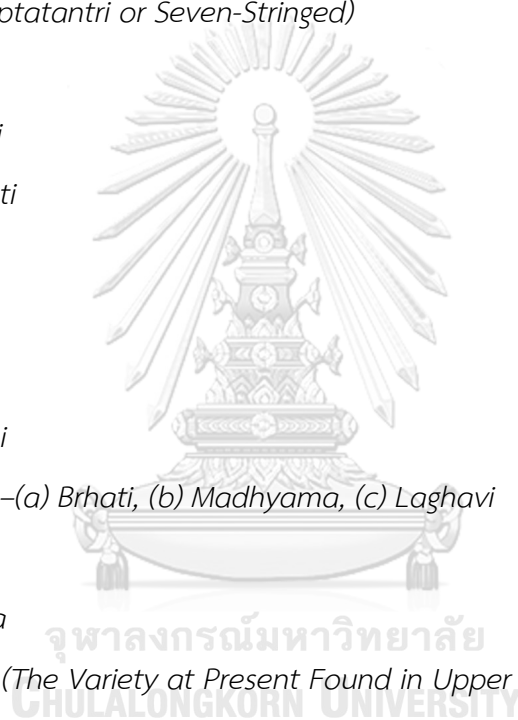 ptatantri or Seven-Stringed)
i
ti
i
–(a) Brhati, (b) Madhyama, (c) Laghavi
a
จุฬาลงกรณ์มหาวิทยาลัย
(The Variety at Present Found in Upper
CHULALONGKORN UNIVERSITY